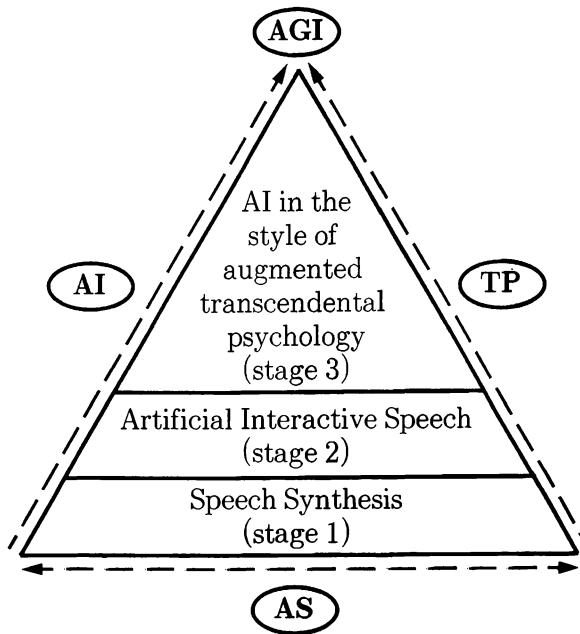 AGI
AI in the
style of
augmented
transcendental
psychology
(stage 3)
AI
TP
Artificial Interactive Speech
(stage 2)
Speech Synthesis
(stage 1)
AS